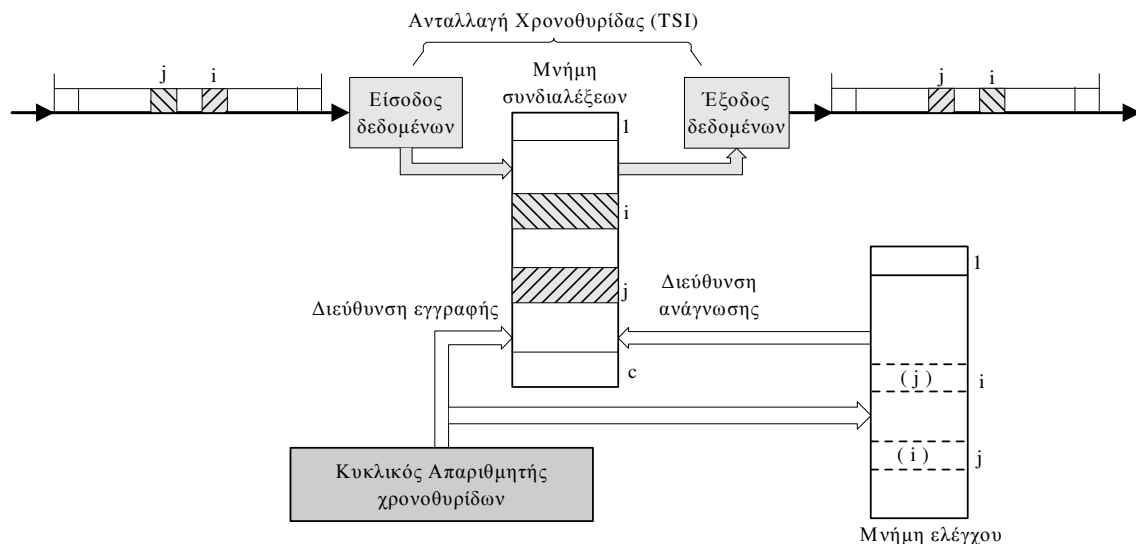 Ανταλλαγή Χρονοθυρίδας (TSI)
j i
Είσοδος
δεδομένων
Μνήμη
συνδιαλέξεων
Έξοδος
δεδομένων
j i
1
i
j
c
Διεύθυνση εγγραφής
Διεύθυνση
ανάγνωσης
1
( j ) i
( i ) j
Κυκλικός Απαριθμητής
χρονοθυρίδων
Μνήμη ελέγχου